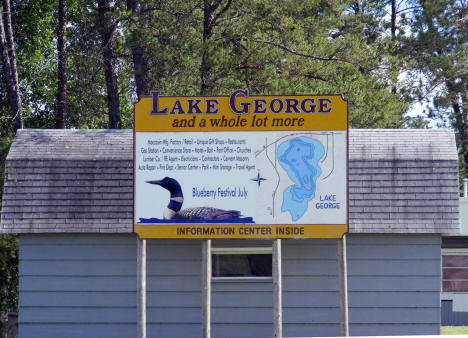 LAKE GEORGE
and a whole lot more
Moccasin Mfg. Factory / Retail - Unique Gift Shops - Restaurants
Gas Station - Convenience Store - Motel - Bait - Post Office - Churches
Lumber Co. / RE Agent - Electricians - Contractors - Cement Masonry
Auto Repair - Fire Dept. - Senior Center - Park - Mini Storage - Travel Agent
Blueberry Festival July
LAKE
GEORGE
INFORMATION CENTER INSIDE